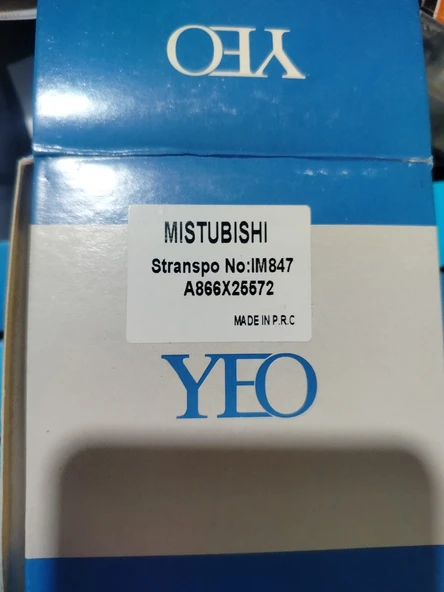 YEO
MISTUBISHI
Stranspo No:IM847
A866X25572
MADE IN P.R.C
YEO